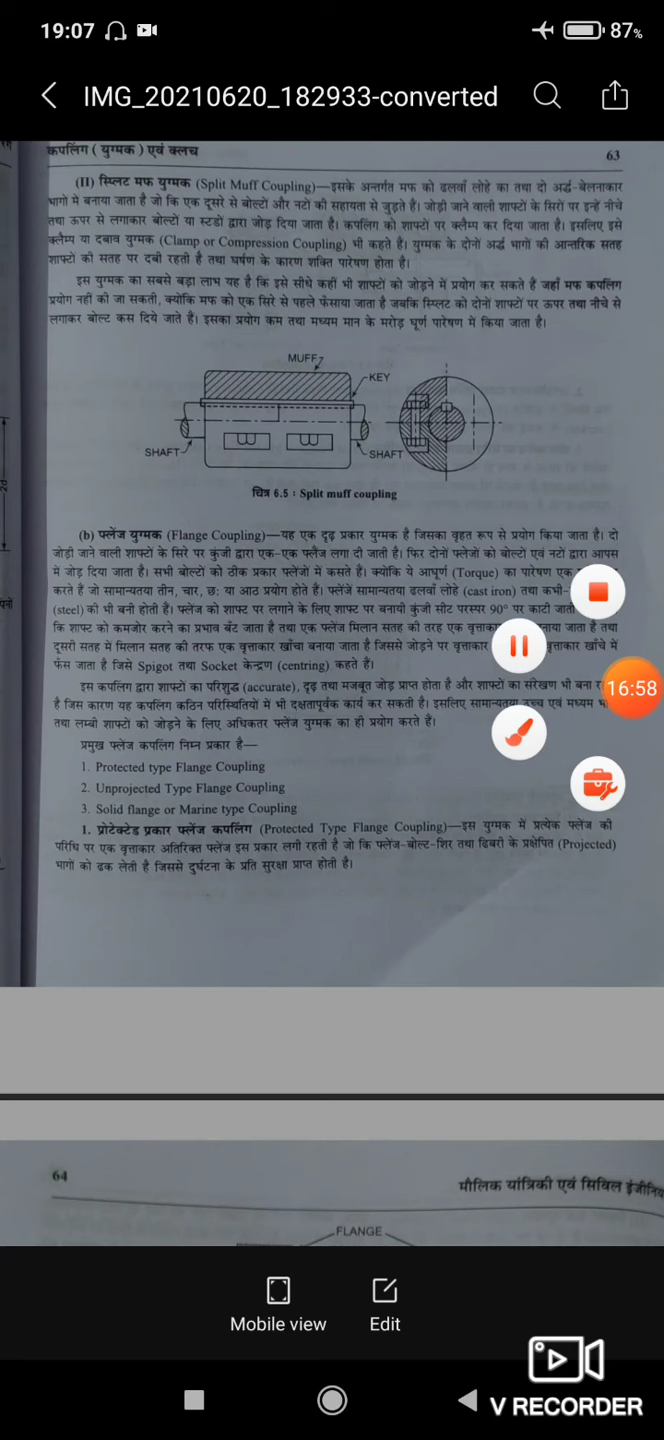 19:07
87%
IMG_20210620_182933-converted
कपलिंग ( युग्मक ) एवं क्लच
63
(II) स्प्लिट मफ युग्मक (Split Muff Coupling)—इसके अन्तर्गत मफ को ढलवाँ लोहे का तथा दो अर्द्ध-बेलनाकार
भागो मे बनाया जाता है जो कि एक दूसरे से बोल्टों और नटो की सहायता से जुड़ते हैं। जोड़ी जाने वाली शाफ्टों के सिरों पर इन्हें नीचे
तथा ऊपर से लगाकर बोल्टों या स्टडों द्वारा जोड़ दिया जाता है। कपलिंग को शाफ्टों पर क्लैम्प कर दिया जाता है। इसलिए इसे
क्लैम्प या दबाव युग्मक (Clamp or Compression Coupling) भी कहते है। युग्मक के दोनों अर्द्ध भागों की आन्तरिक सतह
शाफ्टों की सतह पर दबी रहती है तथा घर्षण के कारण शक्ति पारेषण होता है।
इस युग्मक का सबसे बड़ा लाभ यह है कि इसे सीधे कहीं भी शाफ्टों को जोड़ने में प्रयोग कर सकते हैं जहाँ मफ कपलिंग
प्रयोग नहीं की जा सकती, क्योंकि मफ को एक सिरे से पहले फँसाया जाता है जबकि स्प्लिट को दोनों शाफ्टों पर ऊपर तथा नीचे से
लगाकर बोल्ट कस दिये जाते है। इसका प्रयोग कम तथा मध्यम मान के मरोड़ घूर्ण पारेषण में किया जाता है।
MUFF
KEY
SHAFT
SHAFT
चित्र 6.5 : Split muff coupling
(b) फ्लेंज युग्मक (Flange Coupling)—यह एक दृढ़ प्रकार युग्मक है जिसका वृहत रूप से प्रयोग किया जाता है। दो
जोड़ी जाने वाली शाफ्टों के सिरे पर कुंजी द्वारा एक-एक फ्लैंज लगा दी जाती है। फिर दोनों फ्लेजों को बोल्टों एवं नटो द्वारा आपस
में जोड़ दिया जाता है। सभी बोल्टों को ठीक प्रकार फ्लेंजों में कसते हैं। क्योंकि ये आघूर्ण (Torque) का पारेषण एक
करते हैं जो सामान्यतया तीन, चार, छ: या आठ प्रयोग होते हैं। फ्लेंजें सामान्यतया ढलवाँ लोहे (cast iron) तथा कभी-
(steel) की भी बनी होती हैं। फ्लेंज को शाफ्ट पर लगाने के लिए शाफ्ट पर बनायी कुंजी सीट परस्पर 90° पर काटी जातो
कि शाफ्ट को कमजोर करने का प्रभाव बँट जाता है तथा एक फ्लेंज मिलान सतह की तरह एक वृत्ताका नाया जाता है तथा
दूसरी सतह में मिलान सतह की तरफ एक वृत्ताकार खाँचा बनाया जाता है जिससे जोड़ने पर वृत्ताकार वृत्ताकार खाँचे में
फँस जाता है जिसे Spigot तथा Socket केन्द्रण (centring) कहते हैं।
इस कपलिंग द्वारा शाफ्टों का परिशुद्ध (accurate), दृढ़ तथा मजबूत जोड़ प्राप्त होता है और शाफ्टों का संरेखण भी बना र
है जिस कारण यह कपलिंग कठिन परिस्थितियों में भी दक्षतापूर्वक कार्य कर सकती है। इसलिए सामान्यतया उच्च एवं मध्यम
तथा लम्बी शाफ्टों को जोड़ने के लिए अधिकतर फ्लेंज युग्मक का ही प्रयोग करते हैं।
प्रमुख फ्लेंज कपलिंग निम्न प्रकार है—
1. Protected type Flange Coupling
2. Unprojected Type Flange Coupling
3. Solid flange or Marine type Coupling
1. प्रोटेक्टेड प्रकार फ्लेंज कपलिंग (Protected Type Flange Coupling)—इस युग्मक में प्रत्येक फ्लेंज की
परिधि पर एक वृत्ताकार अतिरिक्त फ्लेंज इस प्रकार लगी रहती है जो कि फ्लेंज-बोल्ट-शिर तथा ढिबरी के प्रक्षेपित (Projected)
भागों को ढक लेती है जिससे दुर्घटना के प्रति सुरक्षा प्राप्त होती है।
16:58
64
मौलिक यांत्रिकी एवं सिविल इंजीनिय
FLANGE
Mobile view
Edit
V RECORDER